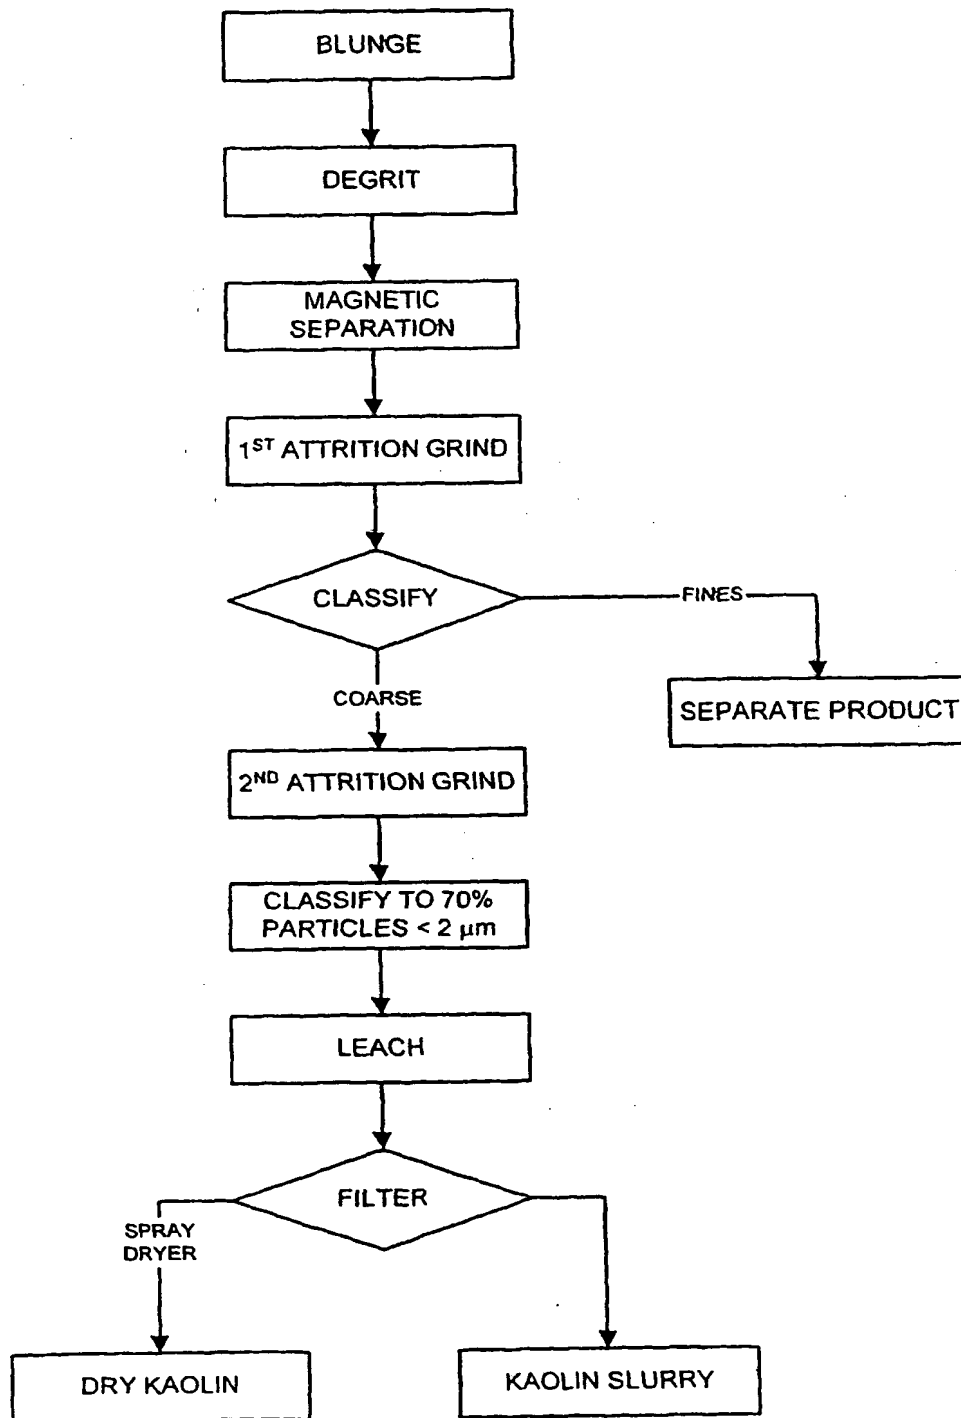 BLUNGE
DEGRIT
MAGNETIC
SEPARATION
1ST ATTRITION GRIND
CLASSIFY
FINES
COARSE
SEPARATE PRODUCT
2ND ATTRITION GRIND
CLASSIFY TO 70%
PARTICLES < 2 μm
LEACH
FILTER
SPRAY
DRYER
DRY KAOLIN
KAOLIN SLURRY